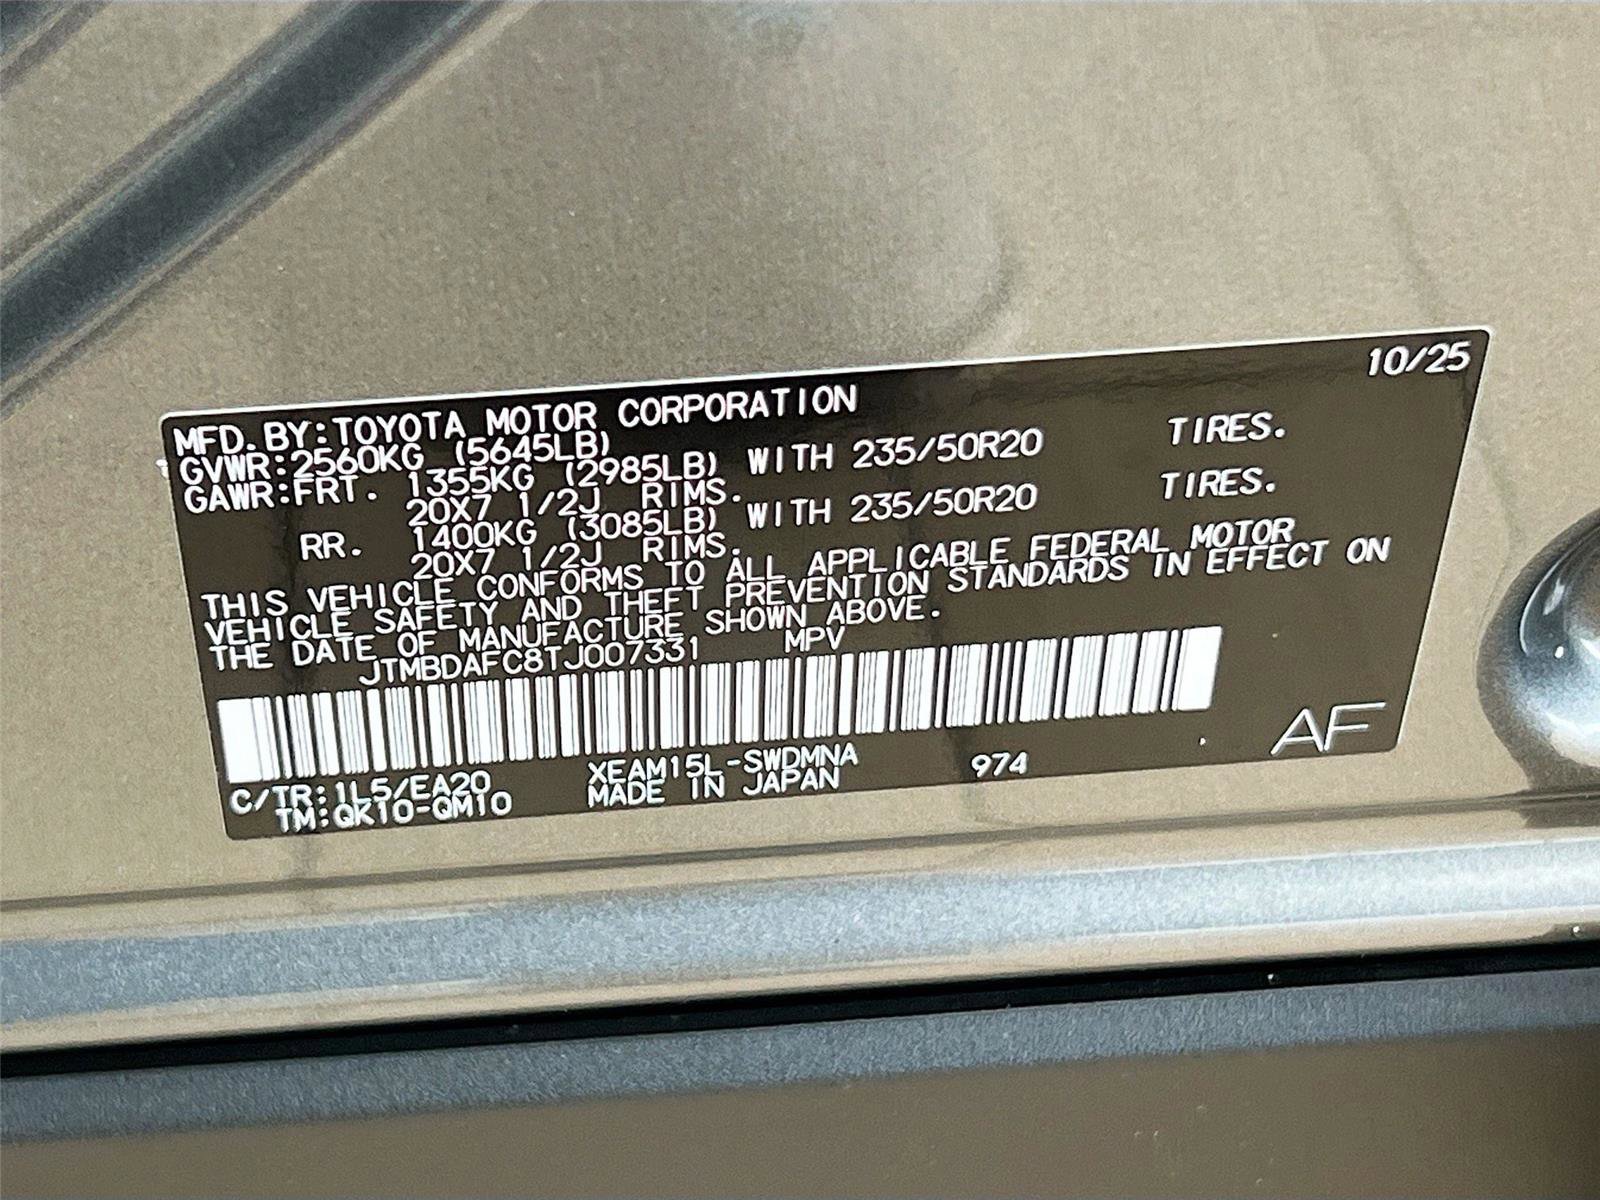 10/25
MFD. BY:TOYOTA MOTOR CORPORATION
GVWR:2560KG (5645LB)
GAWR:FRT. 1355KG (2985LB) WITH 235/50R20 TIRES.
20X7 1/2J RIMS.
RR. 1400KG (3085LB) WITH 235/50R20 TIRES.
20X7 1/2J RIMS.
THIS VEHICLE CONFORMS TO ALL APPLICABLE FEDERAL MOTOR
VEHICLE SAFETY AND THEFT PREVENTION STANDARDS IN EFFECT ON
THE DATE OF MANUFACTURE SHOWN ABOVE.
JTMBDAFC8TJ007331 MPV
C/TR:1L5/EA20 XEAM15L-SWDMNA 974
TM:QK10-QM10 MADE IN JAPAN
AF